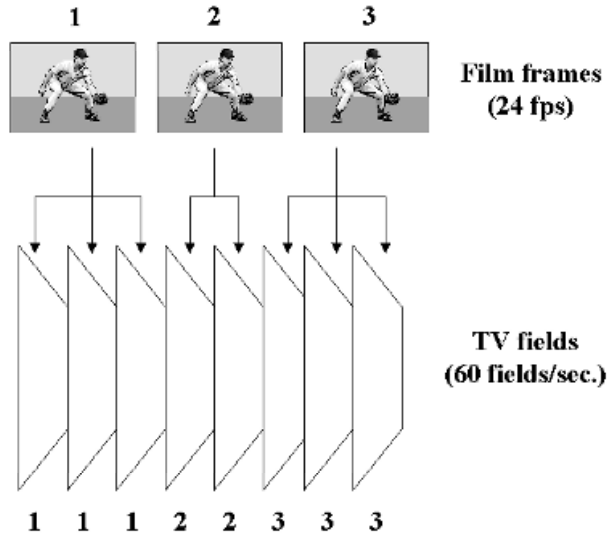 1 2 3
Film frames
(24 fps)
TV fields
(60 fields/sec.)
1 1 1 2 2 3 3 3